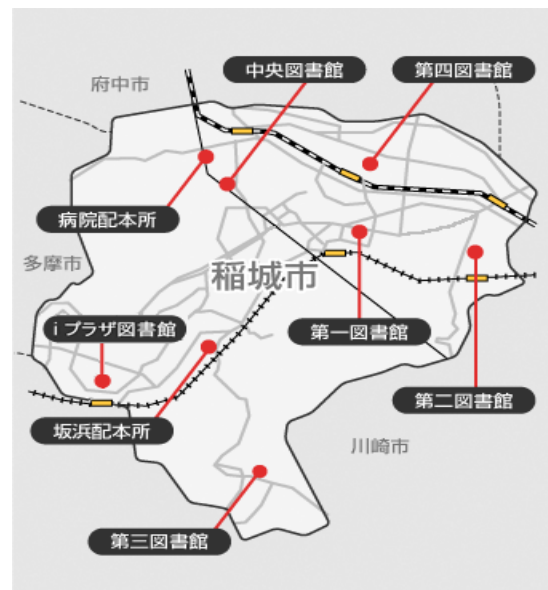 中央図書館
第四図書館
府中市
病院配本所
多摩市
稲城市
iプラザ図書館
第一図書館
第二図書館
坂浜配本所
川崎市
第三図書館